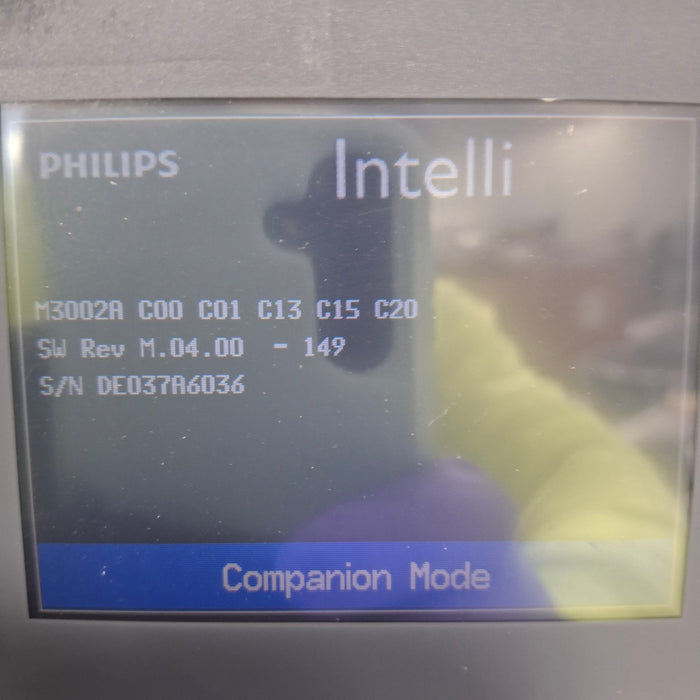 PHILIPS
Intelli
M3002A C00 C01 C13 C15 C20
SW Rev M.04.00 - 149
S/N DE037A6036
Companion Mode